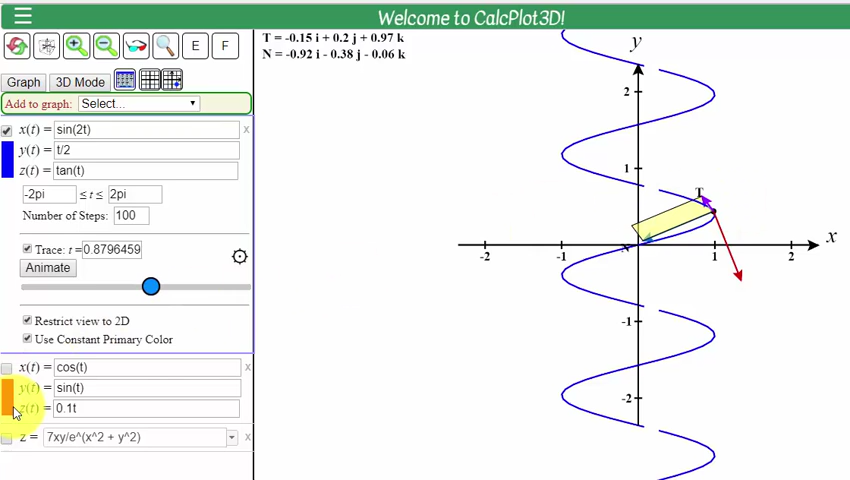 Welcome to CalcPlot3D!
E F
Graph 3D Mode
Add to graph: Select...
x(t) = sin(2t) x
y(t) = t/2
z(t) = tan(t)
-2pi ≤ t ≤ 2pi
Number of Steps: 100
Trace: t = 0.8796459
Animate
Restrict view to 2D
Use Constant Primary Color
x(t) = cos(t) x
y(t) = sin(t)
z(t) = 0.1t
z = 7xy/e^(x^2 + y^2) x
T = -0.15 i + 0.2 j + 0.97 k
N = -0.92 i - 0.38 j - 0.06 k
y
2
1
T
N
x
-2 -1 1 2
-1
-2